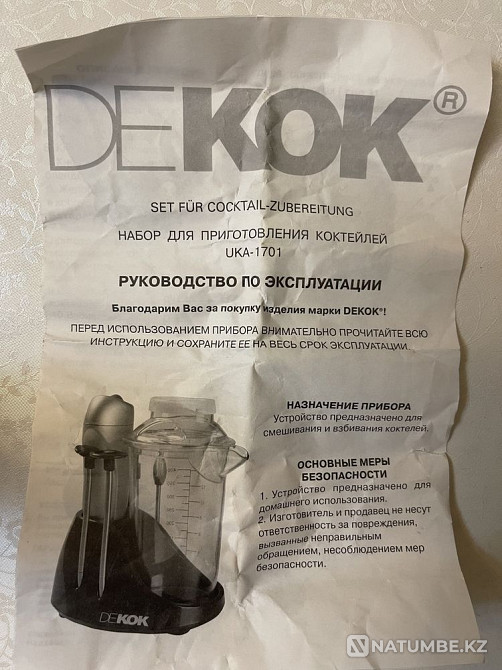 DEKOK®
SET FÜR COCKTAIL-ZUBEREITUNG
НАБОР ДЛЯ ПРИГОТОВЛЕНИЯ КОКТЕЙЛЕЙ
UKA-1701
РУКОВОДСТВО ПО ЭКСПЛУАТАЦИИ
Благодарим Вас за покупку изделия марки DEKOK®!
ПЕРЕД ИСПОЛЬЗОВАНИЕМ ПРИБОРА ВНИМАТЕЛЬНО ПРОЧИТАЙТЕ ВСЮ
ИНСТРУКЦИЮ И СОХРАНИТЕ ЕЕ НА ВЕСЬ СРОК ЭКСПЛУАТАЦИИ.
НАЗНАЧЕНИЕ ПРИБОРА
Устройство предназначено для
смешивания и взбивания коктелей.
ОСНОВНЫЕ МЕРЫ
БЕЗОПАСНОСТИ
1. Устройство предназначено для
домашнего использования.
2. Изготовитель и продавец не несут
ответственность за повреждения,
вызванные неправильным
обращением, несоблюдением мер
безопасности.
DEKOK
NATUMBE.KZ